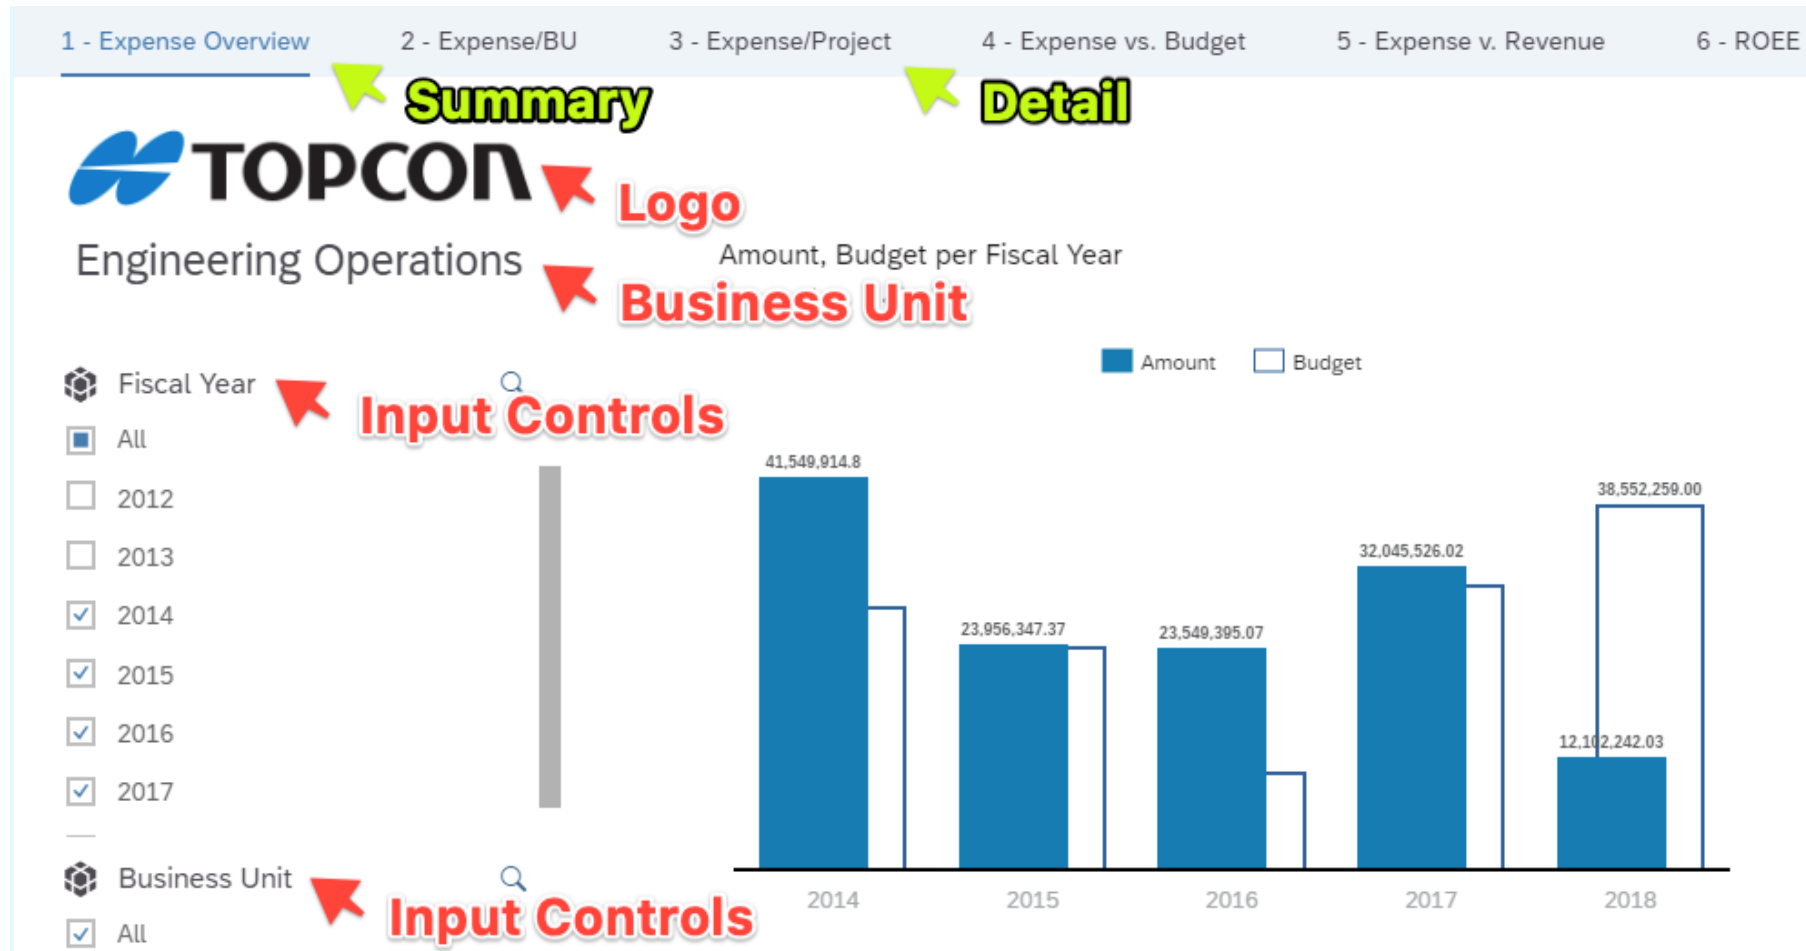 1 - Expense Overview
2 - Expense/BU
3 - Expense/Project
4 - Expense vs. Budget
5 - Expense v. Revenue
6 - ROEE
Summary
Detail
TOPCON
Logo
Engineering Operations
Business Unit
Amount, Budget per Fiscal Year
Amount
Budget
Fiscal Year
Input Controls
All
2012
2013
2014
2015
2016
2017
Business Unit
Input Controls
All
41,549,914.8
23,956,347.37
23,549,395.07
32,045,526.02
38,552,259.00
12,102,242.03
2014
2015
2016
2017
2018